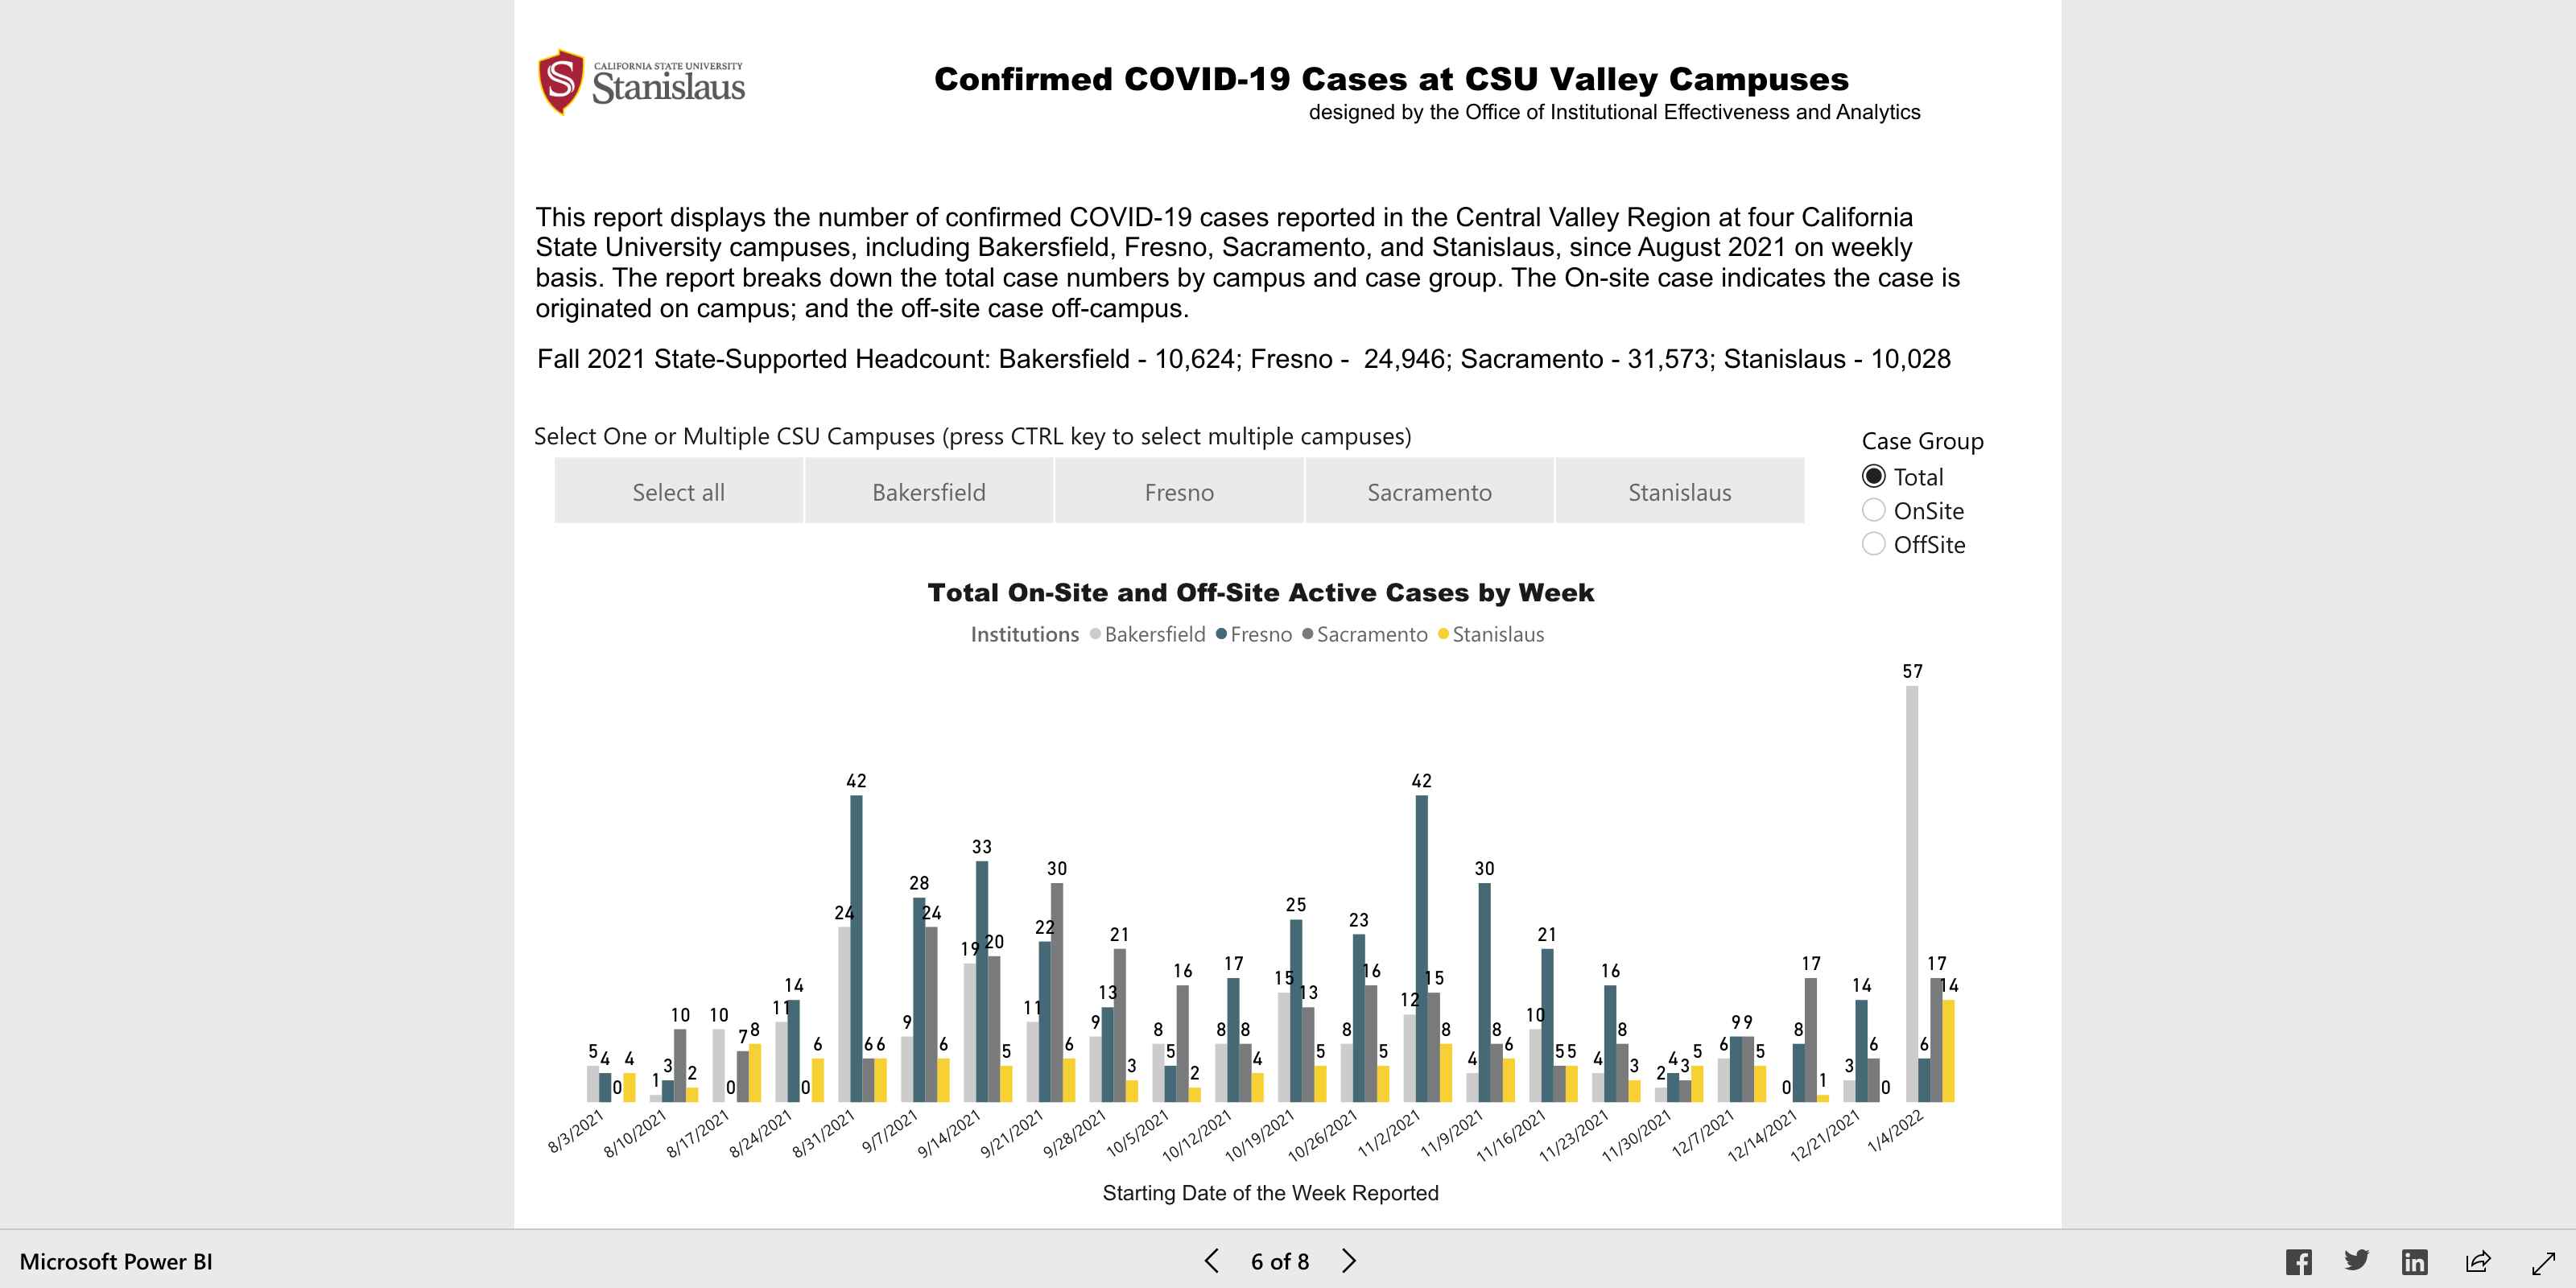 CALIFORNIA STATE UNIVERSITY
Stanislaus
Confirmed COVID-19 Cases at CSU Valley Campuses
designed by the Office of Institutional Effectiveness and Analytics
This report displays the number of confirmed COVID-19 cases reported in the Central Valley Region at four California
State University campuses, including Bakersfield, Fresno, Sacramento, and Stanislaus, since August 2021 on weekly
basis. The report breaks down the total case numbers by campus and case group. The On-site case indicates the case is
originated on campus; and the off-site case off-campus.
Fall 2021 State-Supported Headcount: Bakersfield - 10,624; Fresno - 24,946; Sacramento - 31,573; Stanislaus - 10,028
Select One or Multiple CSU Campuses (press CTRL key to select multiple campuses)
Select all Bakersfield Fresno Sacramento Stanislaus
Case Group
Total
OnSite
OffSite
Total On-Site and Off-Site Active Cases by Week
Institutions Bakersfield Fresno Sacramento Stanislaus
5 4 0 4
1 3 10 2
10 0 7 8
11 14 0 6
24 42 6 6
9 28 24 6
19 33 20 5
11 22 30 6
9 13 21 3
8 5 16 2
8 17 8 4
15 25 13 5
8 23 16 5
12 42 15 8
4 30 8 6
10 21 5 5
4 16 8 3
2 4 3 5
6 9 9 5
0 8 17 1
3 14 6 0
57 6 17 14
8/3/2021 8/10/2021 8/17/2021 8/24/2021 8/31/2021 9/7/2021 9/14/2021 9/21/2021 9/28/2021 10/5/2021 10/12/2021 10/19/2021 10/26/2021 11/2/2021 11/9/2021 11/16/2021 11/23/2021 11/30/2021 12/7/2021 12/14/2021 12/21/2021 1/4/2022
Starting Date of the Week Reported
Microsoft Power BI
6 of 8